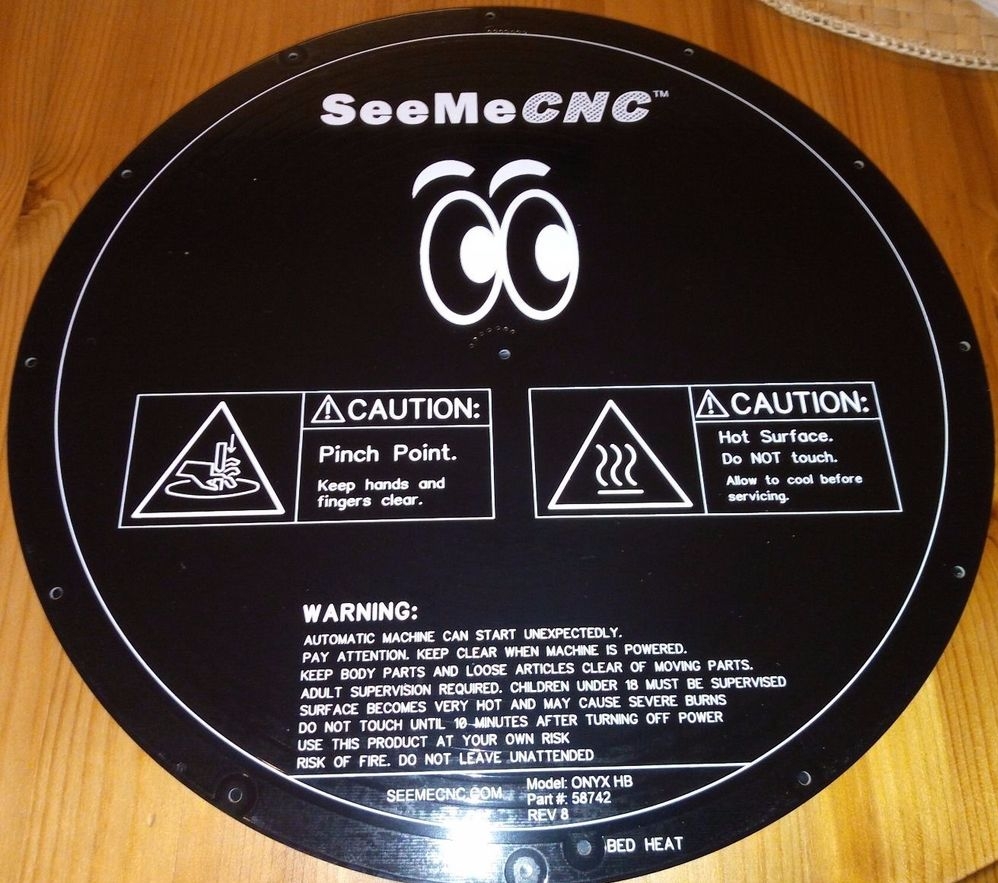 SeeMeCNC™
CAUTION:
Pinch Point.
Keep hands and
fingers clear.
CAUTION:
Hot Surface.
Do NOT touch.
Allow to cool before
servicing.
WARNING:
AUTOMATIC MACHINE CAN START UNEXPECTEDLY.
PAY ATTENTION. KEEP CLEAR WHEN MACHINE IS POWERED.
KEEP BODY PARTS AND LOOSE ARTICLES CLEAR OF MOVING PARTS.
ADULT SUPERVISION REQUIRED. CHILDREN UNDER 18 MUST BE SUPERVISED
SURFACE BECOMES VERY HOT AND MAY CAUSE SEVERE BURNS
DO NOT TOUCH UNTIL 10 MINUTES AFTER TURNING OFF POWER
USE THIS PRODUCT AT YOUR OWN RISK
RISK OF FIRE. DO NOT LEAVE UNATTENDED
SEEMECNC.COM
Model: ONYX HB
Part #: 58742
REV 8
BED HEAT